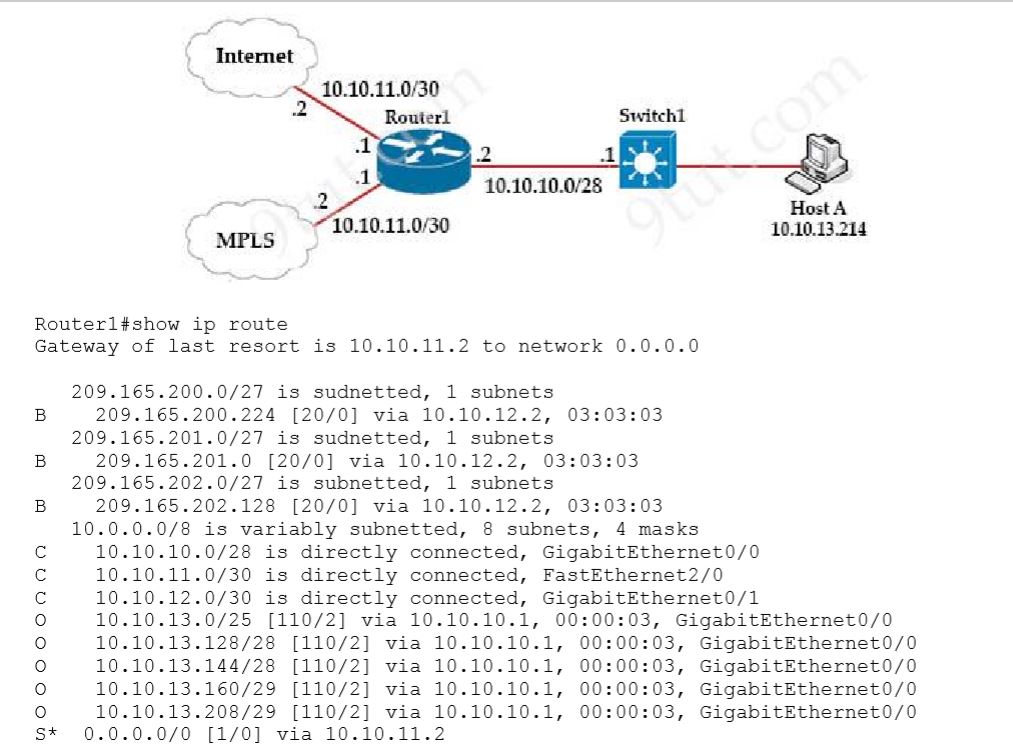 Internet
10.10.11.0/30
.2
Router1
Switch1
.1
.2
.1
.1
10.10.10.0/28
.2
10.10.11.0/30
MPLS
Host A
10.10.13.214
9tut.com
9tut.com
Router1#show ip route
Gateway of last resort is 10.10.11.2 to network 0.0.0.0
209.165.200.0/27 is sudnetted, 1 subnets
B 209.165.200.224 [20/0] via 10.10.12.2, 03:03:03
209.165.201.0/27 is sudnetted, 1 subnets
B 209.165.201.0 [20/0] via 10.10.12.2, 03:03:03
209.165.202.0/27 is subnetted, 1 subnets
B 209.165.202.128 [20/0] via 10.10.12.2, 03:03:03
10.0.0.0/8 is variably subnetted, 8 subnets, 4 masks
C 10.10.10.0/28 is directly connected, GigabitEthernet0/0
C 10.10.11.0/30 is directly connected, FastEthernet2/0
C 10.10.12.0/30 is directly connected, GigabitEthernet0/1
O 10.10.13.0/25 [110/2] via 10.10.10.1, 00:00:03, GigabitEthernet0/0
O 10.10.13.128/28 [110/2] via 10.10.10.1, 00:00:03, GigabitEthernet0/0
O 10.10.13.144/28 [110/2] via 10.10.10.1, 00:00:03, GigabitEthernet0/0
O 10.10.13.160/29 [110/2] via 10.10.10.1, 00:00:03, GigabitEthernet0/0
O 10.10.13.208/29 [110/2] via 10.10.10.1, 00:00:03, GigabitEthernet0/0
S* 0.0.0.0/0 [1/0] via 10.10.11.2